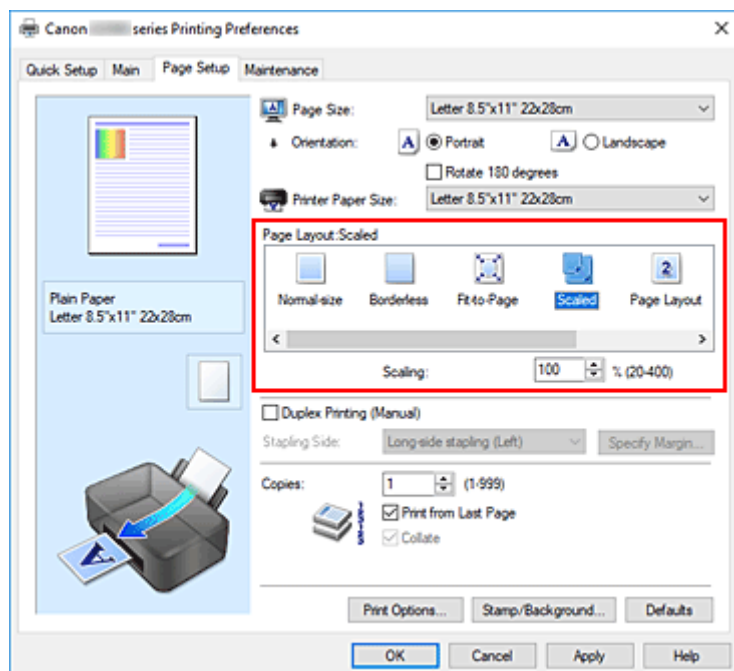 Canon series Printing Preferences
Quick Setup Main Page Setup Maintenance
Page Size: Letter 8.5"x11" 22x28cm
Orientation: A Portrait A Landscape
Rotate 180 degrees
Printer Paper Size: Letter 8.5"x11" 22x28cm
Page Layout:Scaled
2
Normal-size Borderless Fit-to-Page Scaled Page Layout
Plain Paper
Letter 8.5"x11" 22x28cm
Scaling: 100 % (20-400)
Duplex Printing (Manual)
Stapling Side: Long-side stapling (Left) Specify Margin...
Copies: 1 (1-999)
Print from Last Page
Collate
A
Print Options... Stamp/Background... Defaults
OK Cancel Apply Help